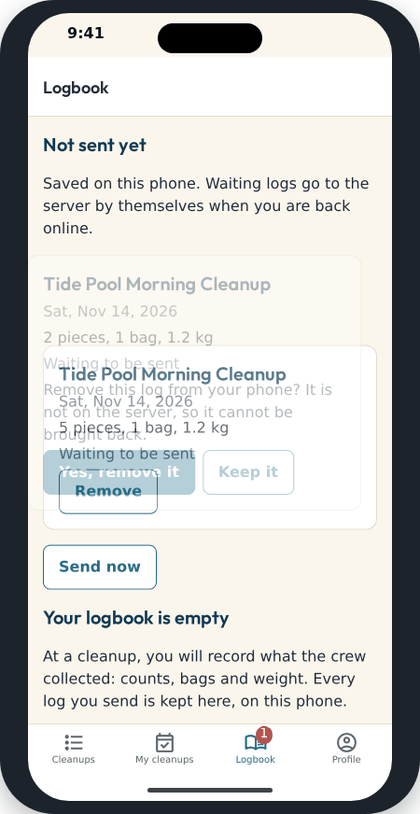 9:41
Logbook
Not sent yet
Saved on this phone. Waiting logs go to the
server by themselves when you are back
online.
Tide Pool Morning Cleanup
Sat, Nov 14, 2026
2 pieces, 1 bag, 1.2 kg
Waiting to be sent
Remove this log from your phone? It is
not on the server, so it cannot be
brought back.
Yes, remove it
Keep it
Tide Pool Morning Cleanup
Sat, Nov 14, 2026
5 pieces, 1 bag, 1.2 kg
Waiting to be sent
Remove
Send now
Your logbook is empty
At a cleanup, you will record what the crew
collected: counts, bags and weight. Every
log you send is kept here, on this phone.
1
Cleanups
My cleanups
Logbook
Profile